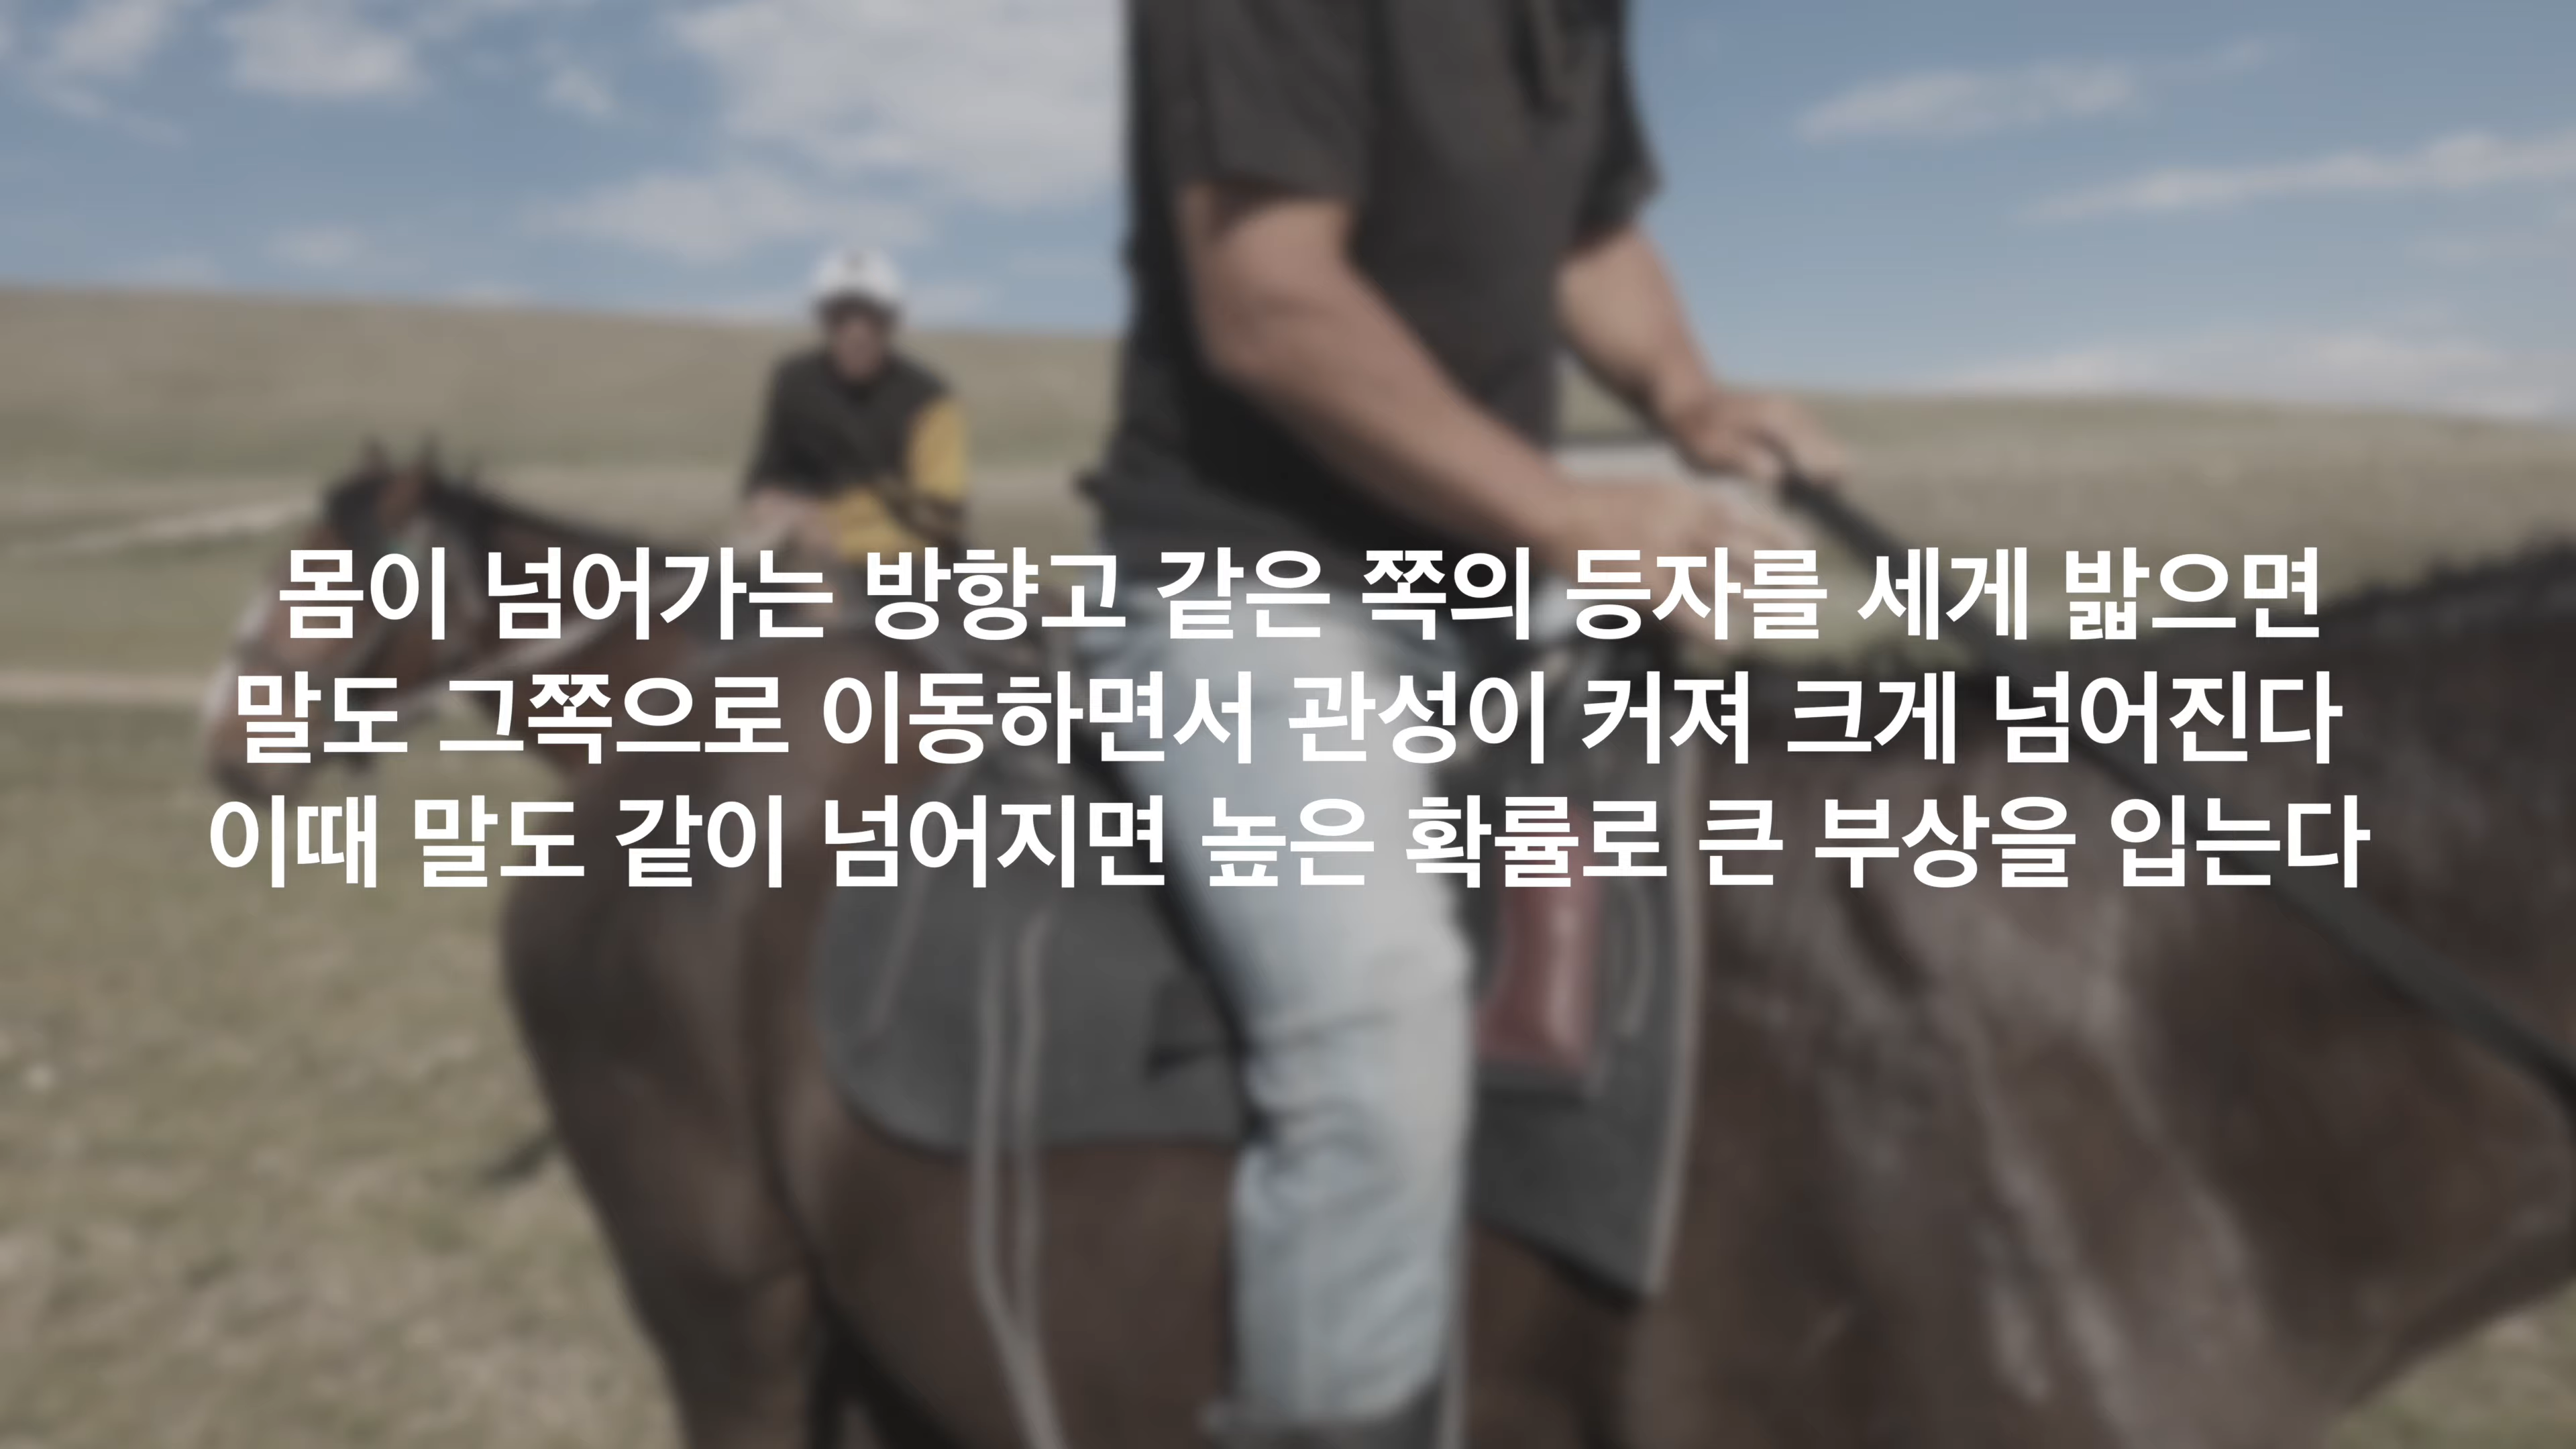 몸이 넘어가는 방향고 같은 쪽의 등자를 세게 밟으면
말도 그쪽으로 이동하면서 관성이 커져 크게 넘어진다
이때 말도 같이 넘어지면 높은 확률로 큰 부상을 입는다